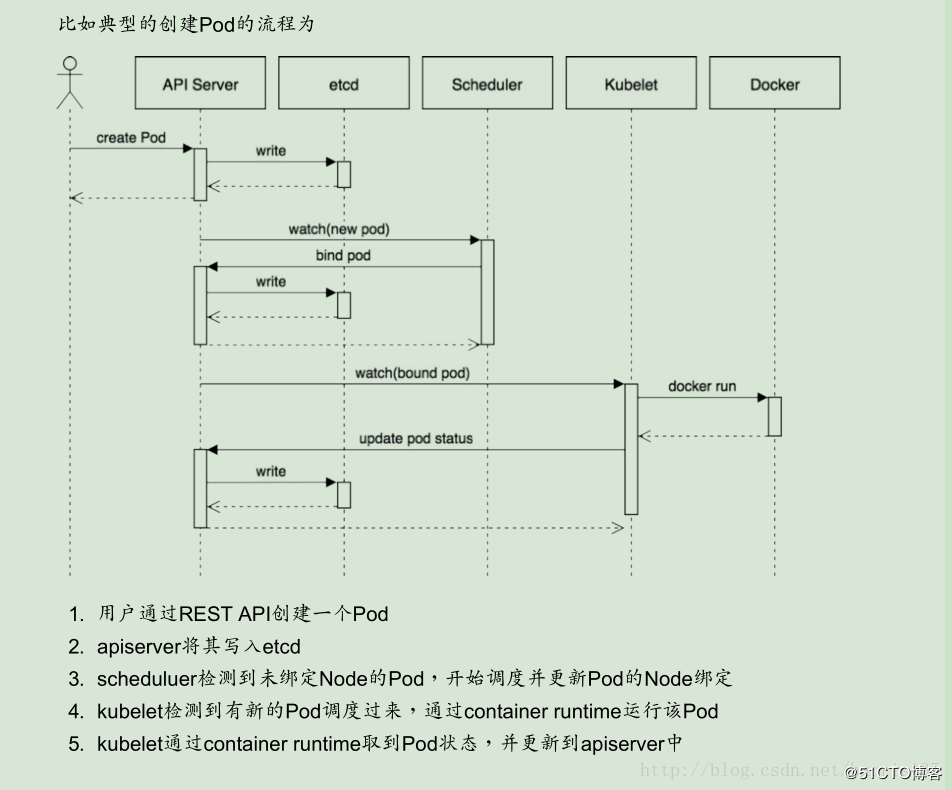 比如典型的创建Pod的流程为
API Server
etcd
Scheduler
Kubelet
Docker
create Pod
write
watch(new pod)
bind pod
write
watch(bound pod)
docker run
update pod status
write
1. 用户通过REST API创建一个Pod
2. apiserver将其写入etcd
3. scheduluer检测到未绑定Node的Pod，开始调度并更新Pod的Node绑定
4. kubelet检测到有新的Pod调度过来，通过container runtime运行该Pod
5. kubelet通过container runtime取到Pod状态，并更新到apiserver中
http://blog.csdn.net/
@51CTO博客